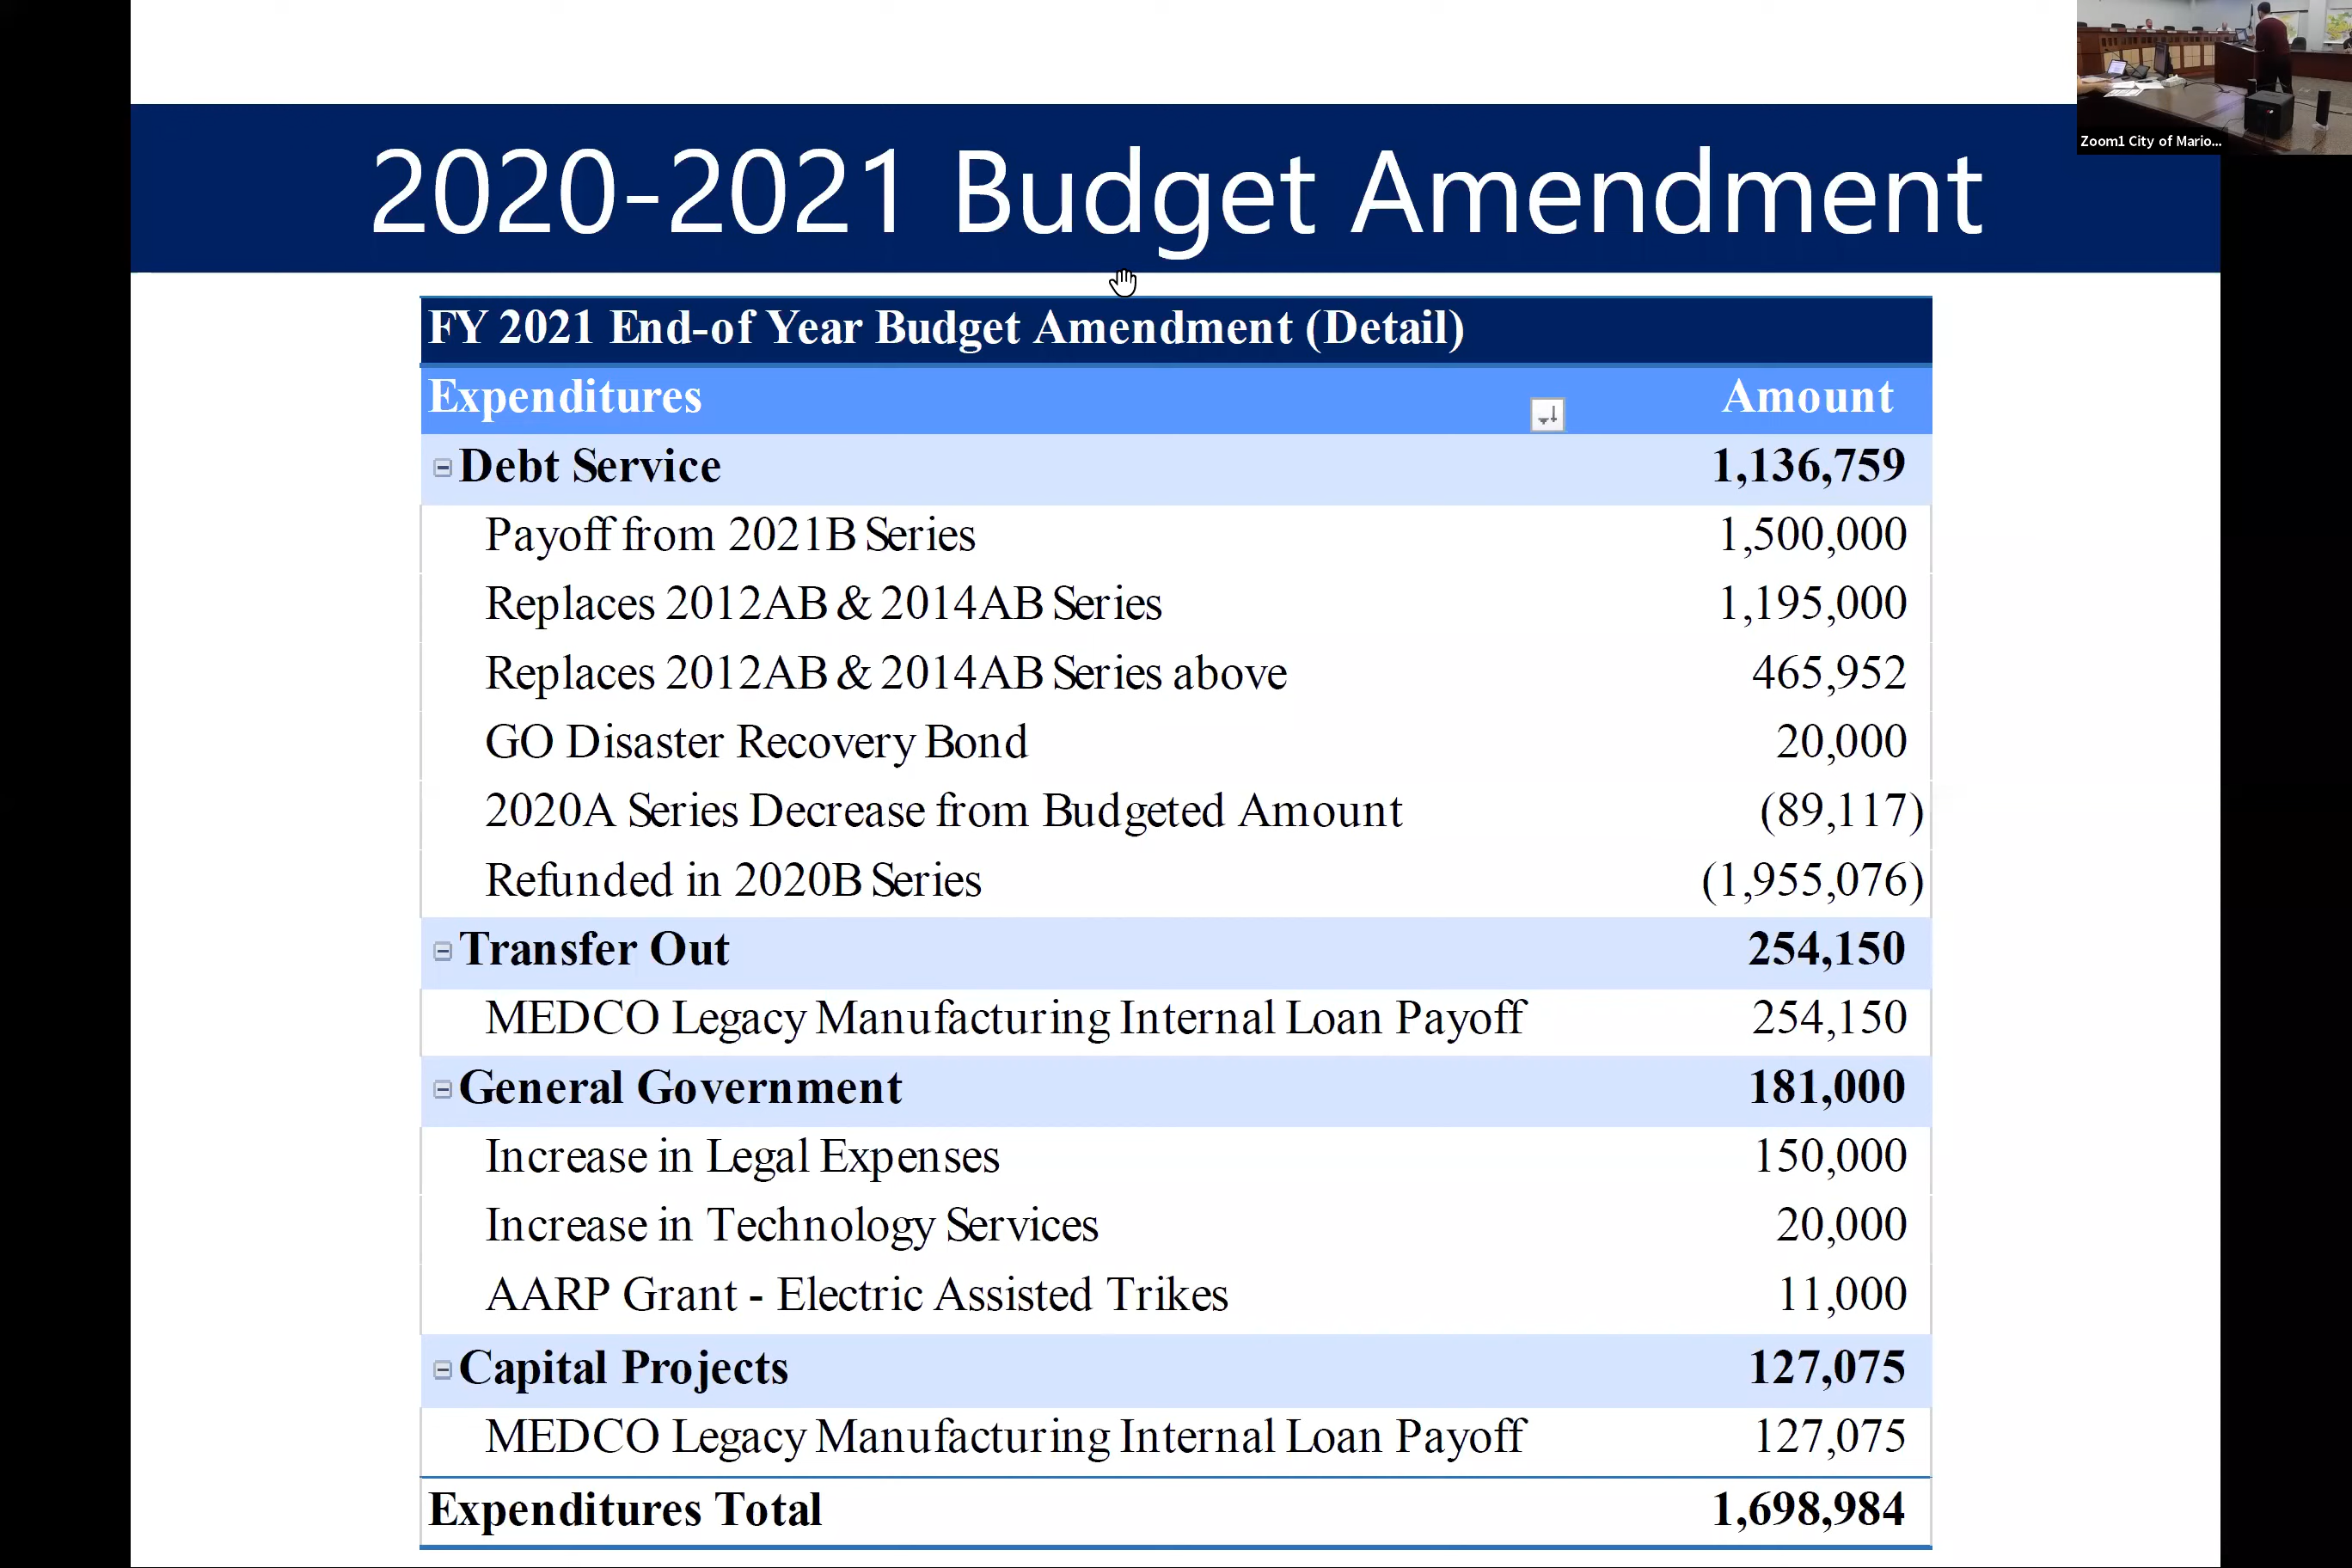 Zoom1 City of Mario...
2020-2021 Budget Amendment
FY 2021 End-of Year Budget Amendment (Detail)
Expenditures Amount
Debt Service 1,136,759
Payoff from 2021B Series 1,500,000
Replaces 2012AB & 2014AB Series 1,195,000
Replaces 2012AB & 2014AB Series above 465,952
GO Disaster Recovery Bond 20,000
2020A Series Decrease from Budgeted Amount (89,117)
Refunded in 2020B Series (1,955,076)
Transfer Out 254,150
MEDCO Legacy Manufacturing Internal Loan Payoff 254,150
General Government 181,000
Increase in Legal Expenses 150,000
Increase in Technology Services 20,000
AARP Grant - Electric Assisted Trikes 11,000
Capital Projects 127,075
MEDCO Legacy Manufacturing Internal Loan Payoff 127,075
Expenditures Total 1,698,984